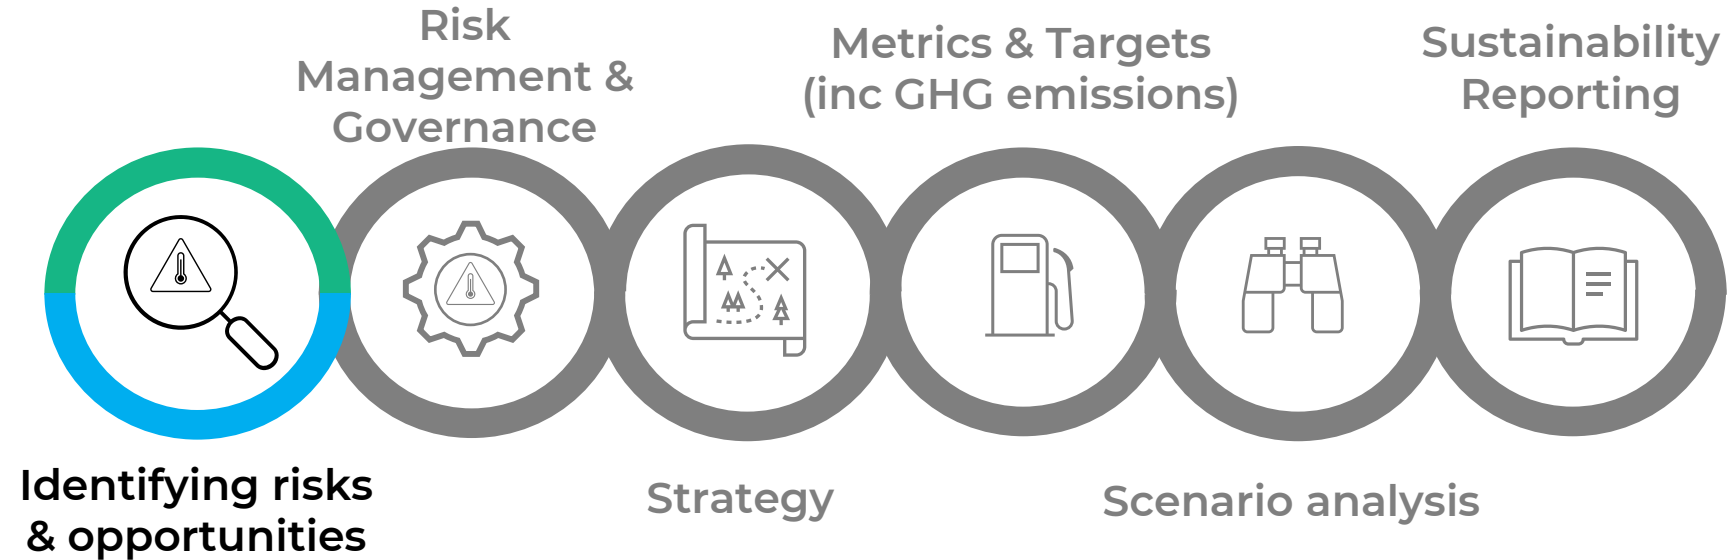 Risk
Management &
Governance
Metrics & Targets
(inc GHG emissions)
Sustainability
Reporting
Identifying risks
& opportunities
Strategy
Scenario analysis